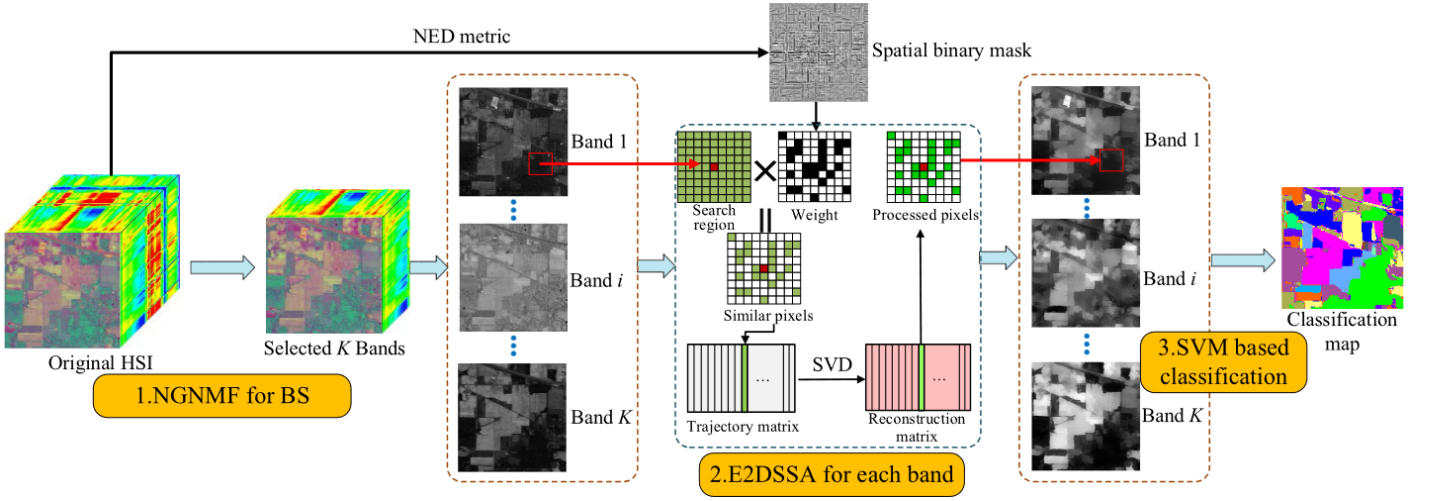 NED metric
Spatial binary mask
Band 1
Band i
Band K
Original HSI
Selected K Bands
1.NGNMF for BS
Search
region
Weight
Processed pixels
Similar pixels
SVD
...
...
Trajectory matrix
Reconstruction
matrix
2.E2DSSA for each band
Band 1
Band i
Band K
3.SVM based
classification
Classification
map